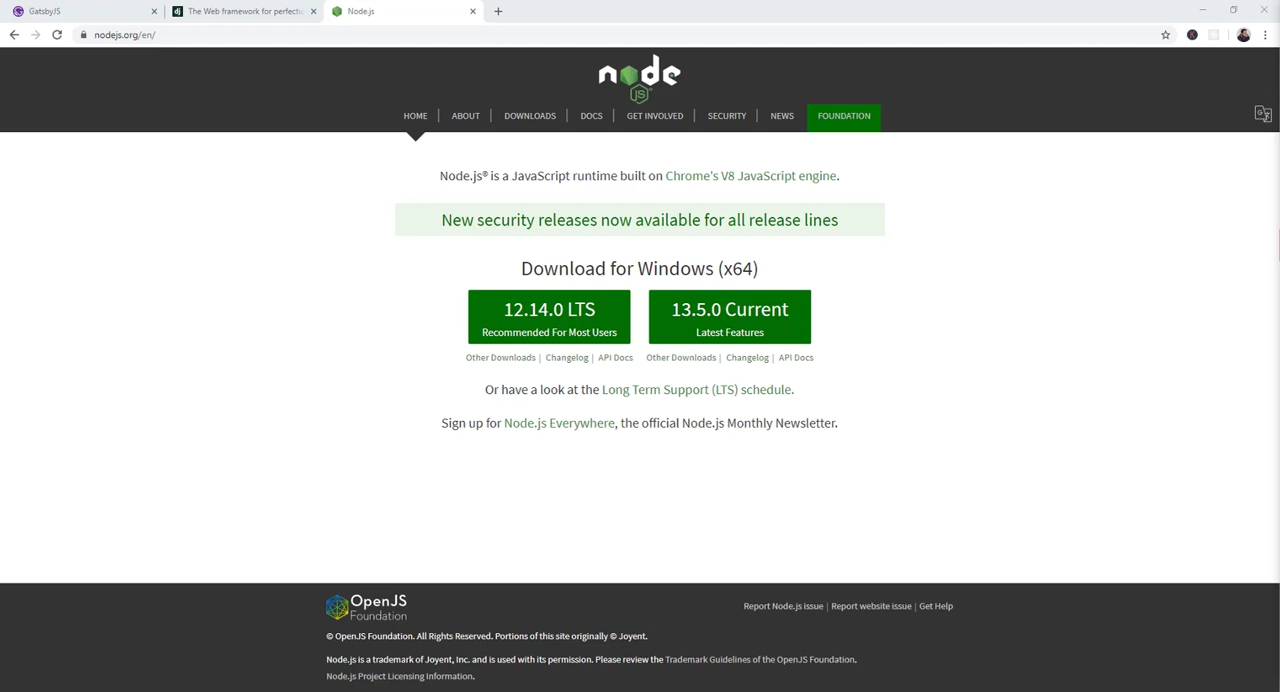 GatsbyJS
The Web framework for perfectio
Node.js
nodejs.org/en/
node
JS
HOME
ABOUT
DOWNLOADS
DOCS
GET INVOLVED
SECURITY
NEWS
FOUNDATION
Node.js® is a JavaScript runtime built on Chrome's V8 JavaScript engine.
New security releases now available for all release lines
Download for Windows (x64)
12.14.0 LTS
Recommended For Most Users
13.5.0 Current
Latest Features
Other Downloads | Changelog | API Docs
Other Downloads | Changelog | API Docs
Or have a look at the Long Term Support (LTS) schedule.
Sign up for Node.js Everywhere, the official Node.js Monthly Newsletter.
OpenJS
Foundation
Report Node.js issue | Report website issue | Get Help
© OpenJS Foundation. All Rights Reserved. Portions of this site originally © Joyent.
Node.js is a trademark of Joyent, Inc. and is used with its permission. Please review the Trademark Guidelines of the OpenJS Foundation.
Node.js Project Licensing Information.